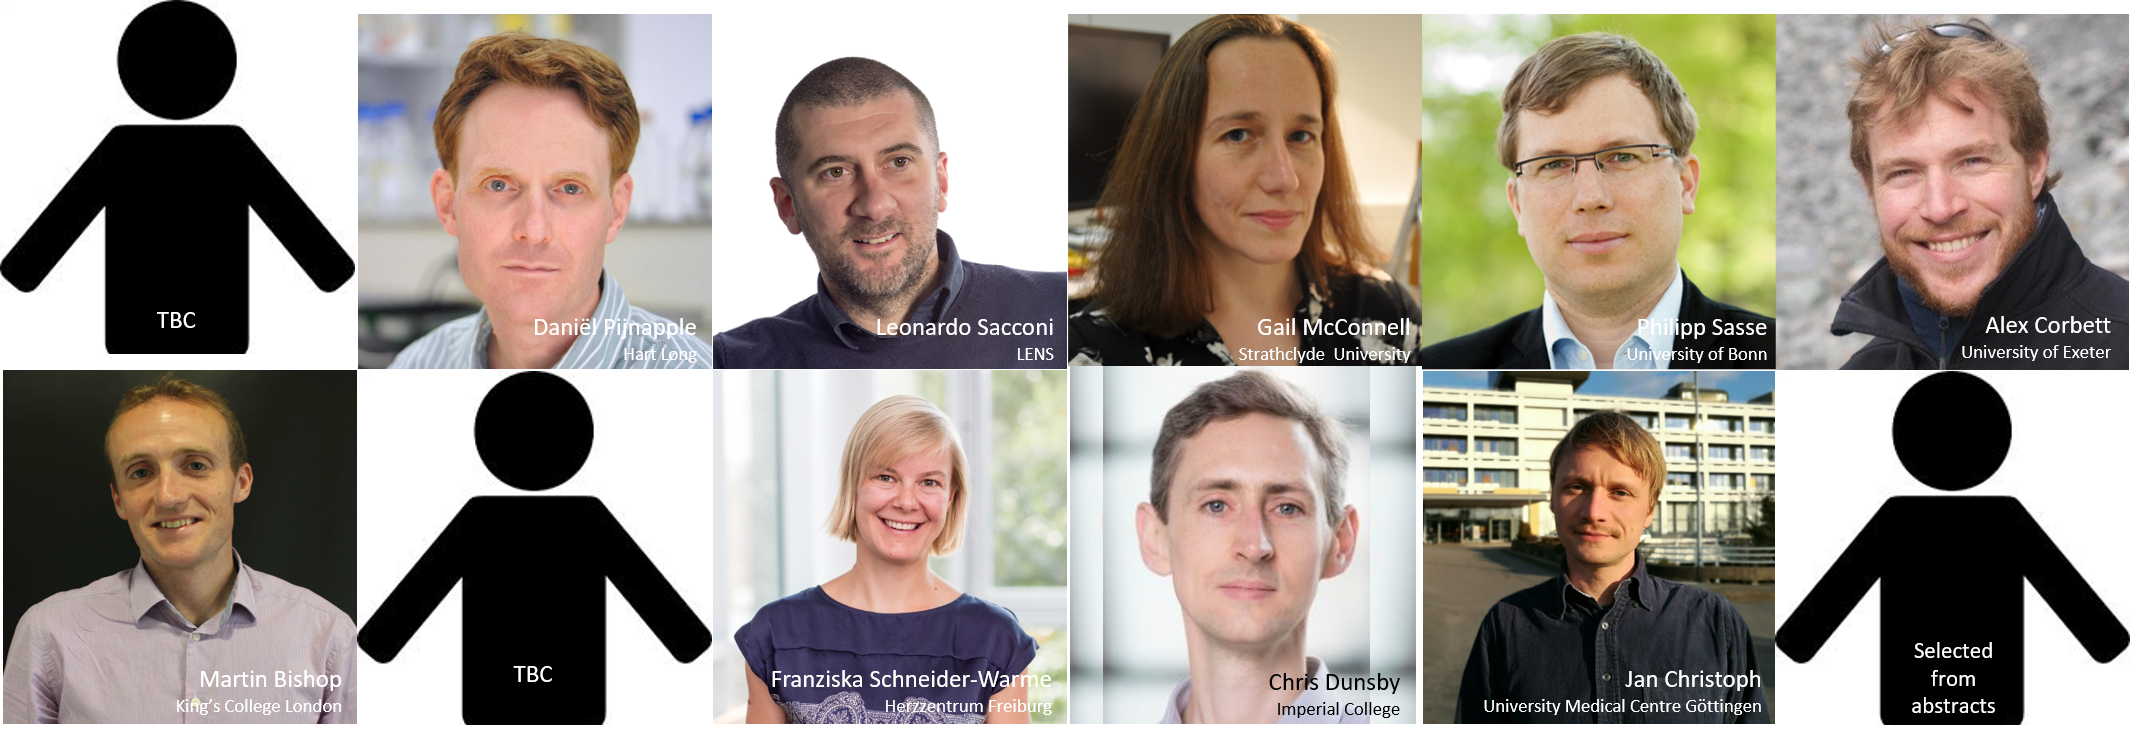 TBC
Daniël Pijnapple
Hart Long
Leonardo Sacconi
LENS
Gail McConnell
Strathclyde University
Philipp Sasse
University of Bonn
Alex Corbett
University of Exeter
Martin Bishop
King's College London
TBC
Franziska Schneider-Warme
Herzzentrum Freiburg
Chris Dunsby
Imperial College
Jan Christoph
University Medical Centre Göttingen
Selected
from
abstracts